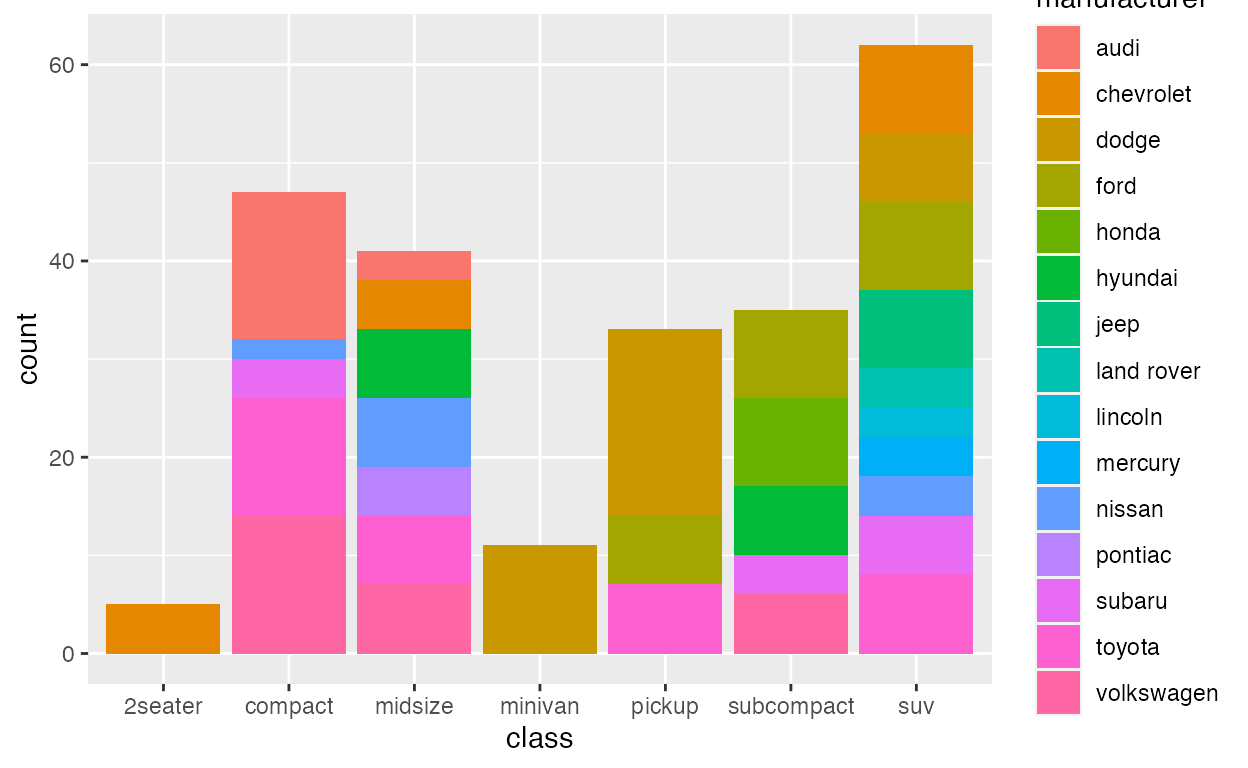 manufacturer
audi
chevrolet
dodge
ford
honda
hyundai
jeep
land rover
lincoln
mercury
nissan
pontiac
subaru
toyota
volkswagen
60
40
20
0
count
2seater compact midsize minivan pickup subcompact suv
class